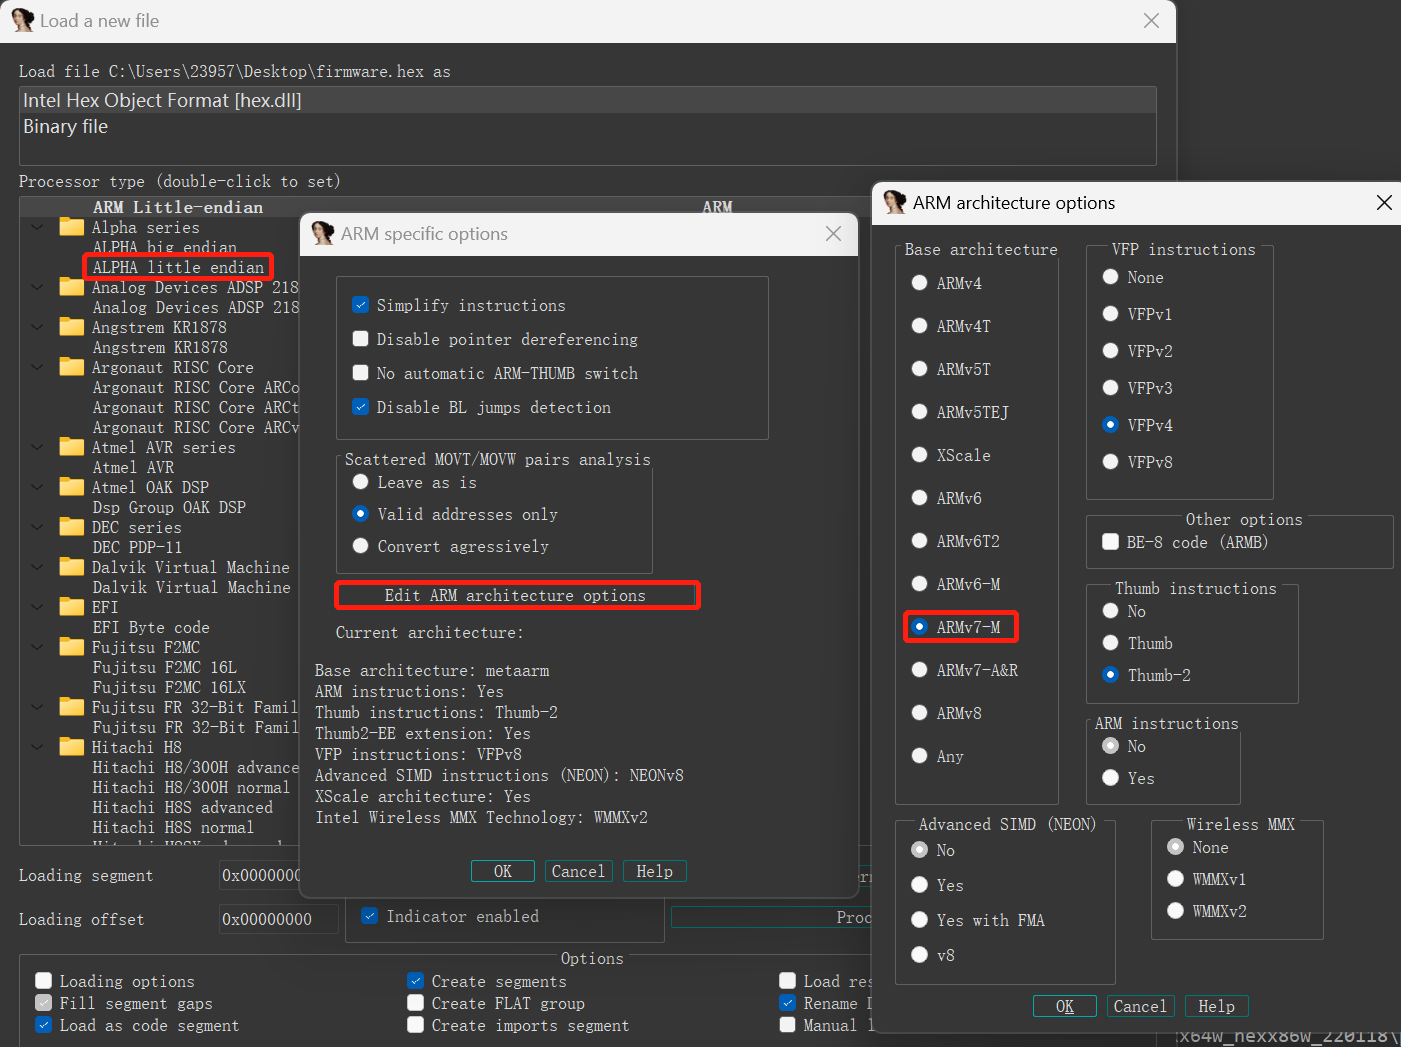 Load a new file
Load file C:\Users\23957\Desktop\firmware.hex as
Intel Hex Object Format [hex.dll]
Binary file
Processor type (double-click to set)
ARM Little-endian ARM
Alpha series
ALPHA big endian
ALPHA little endian
Analog Devices ADSP 218
Analog Devices ADSP 218
Angstrem KR1878
Angstrem KR1878
Argonaut RISC Core
Argonaut RISC Core ARCo
Argonaut RISC Core ARCt
Argonaut RISC Core ARCv
Atmel AVR series
Atmel AVR
Atmel OAK DSP
Dsp Group OAK DSP
DEC series
DEC PDP-11
Dalvik Virtual Machine
Dalvik Virtual Machine
EFI
EFI Byte code
Fujitsu F2MC
Fujitsu F2MC 16L
Fujitsu F2MC 16LX
Fujitsu FR 32-Bit Famil
Fujitsu FR 32-Bit Famil
Hitachi H8
Hitachi H8/300H advance
Hitachi H8/300H normal
Hitachi H8S advanced
Hitachi H8S normal
Loading segment 0x0000000
Loading offset 0x00000000
Indicator enabled
Proc
Options
Loading options
Fill segment gaps
Load as code segment
Create segments
Create FLAT group
Create imports segment
Load res
Rename
Manual l
ARM specific options
Simplify instructions
Disable pointer dereferencing
No automatic ARM-THUMB switch
Disable BL jumps detection
Scattered MOVT/MOVW pairs analysis
Leave as is
Valid addresses only
Convert agressively
Edit ARM architecture options
Current architecture:
Base architecture: metaarm
ARM instructions: Yes
Thumb instructions: Thumb-2
Thumb2-EE extension: Yes
VFP instructions: VFPv8
Advanced SIMD instructions (NEON): NEONv8
XScale architecture: Yes
Intel Wireless MMX Technology: WMMXv2
OK Cancel Help
ARM architecture options
Base architecture
ARMv4
ARMv4T
ARMv5T
ARMv5TEJ
XScale
ARMv6
ARMv6T2
ARMv6-M
ARMv7-M
ARMv7-A&R
ARMv8
Any
VFP instructions
None
VFPv1
VFPv2
VFPv3
VFPv4
VFPv8
Other options
BE-8 code (ARMB)
Thumb instructions
No
Thumb
Thumb-2
ARM instructions
No
Yes
Advanced SIMD (NEON)
No
Yes
Yes with FMA
v8
Wireless MMX
None
WMMXv1
WMMXv2
OK Cancel Help
x64w_hexx86w_220118\